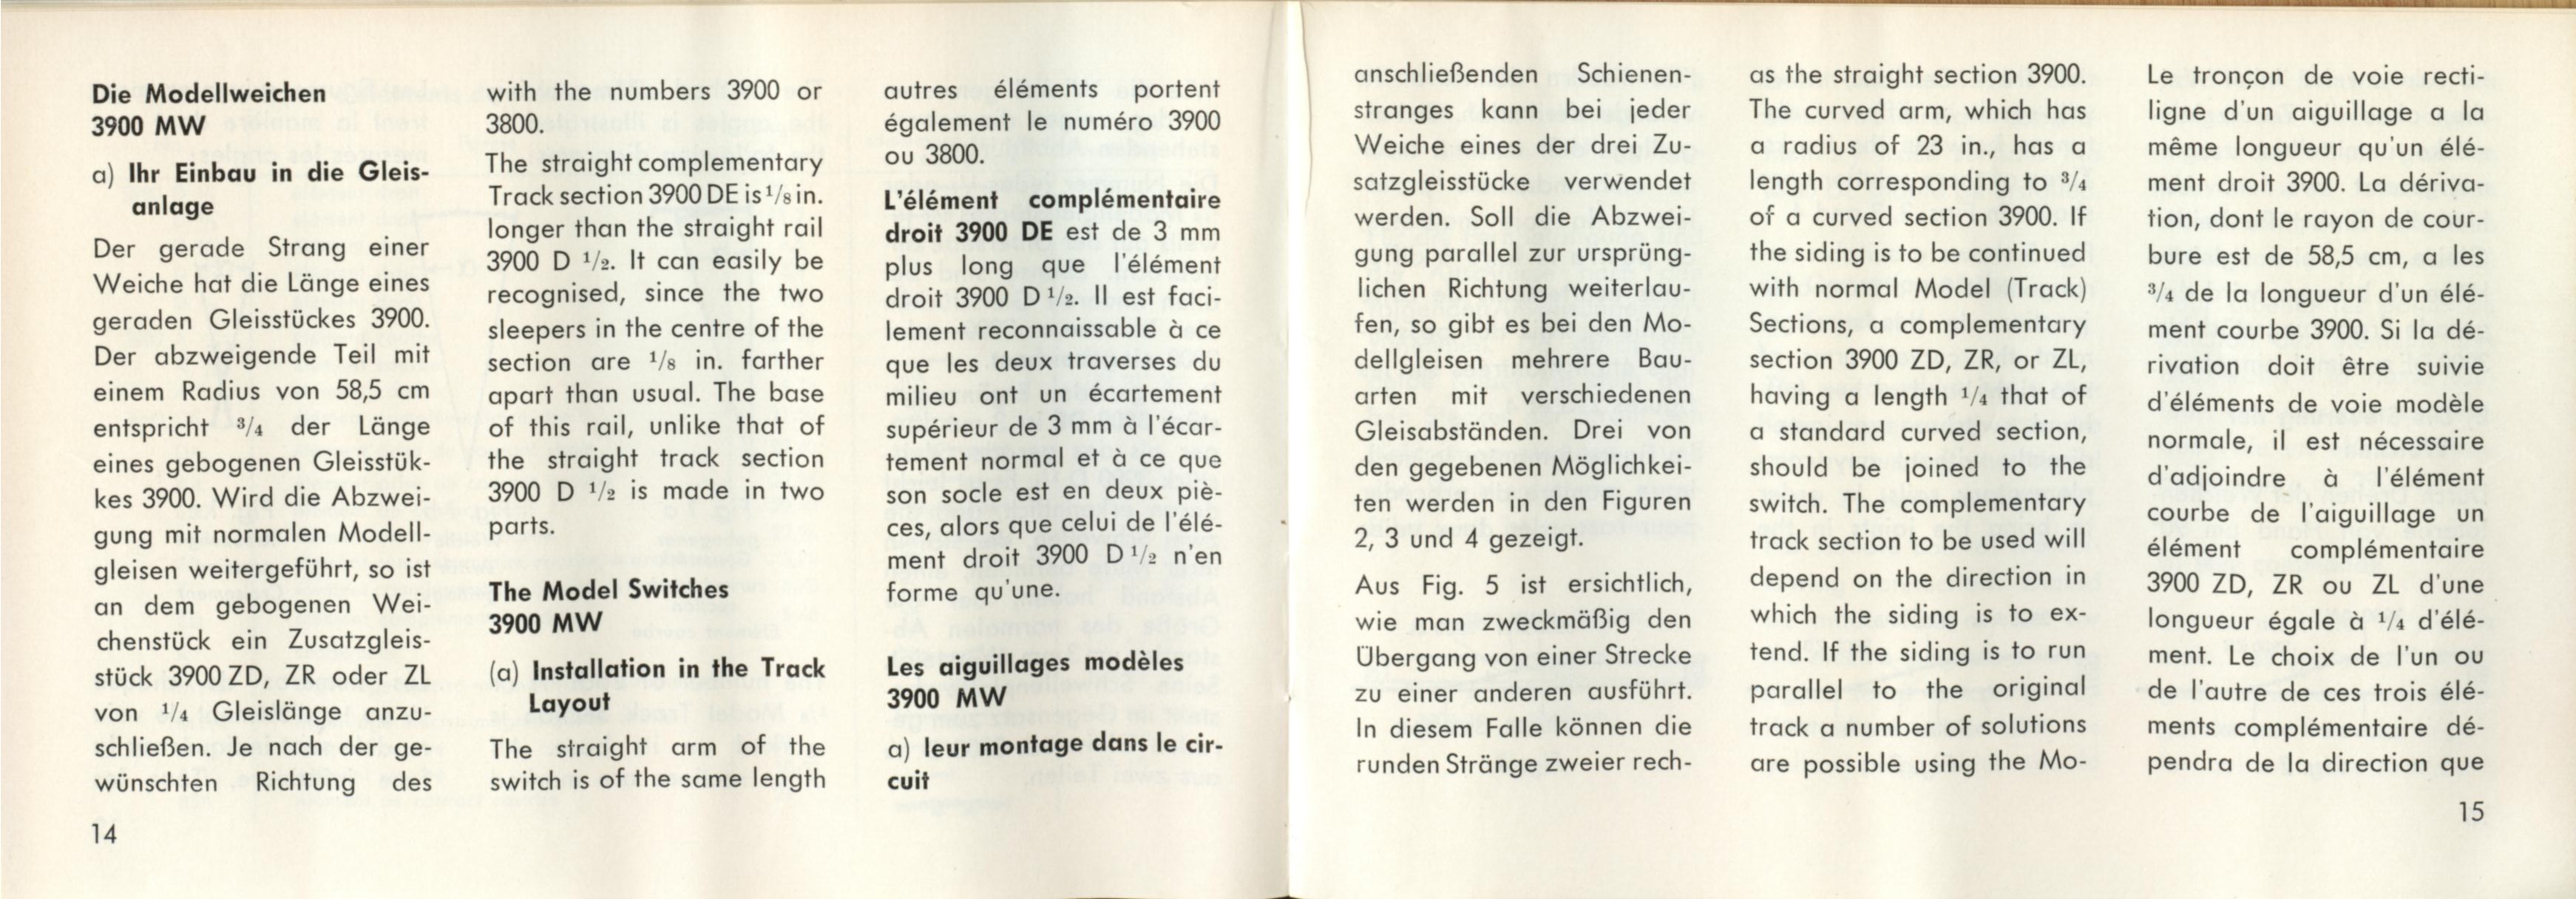 Die Modellweichen
3900 MW
a) Ihr Einbau in die Gleis-
anlage
Der gerade Strang einer
Weiche hat die Länge eines
geraden Gleisstückes 3900.
Der abzweigende Teil mit
einem Radius von 58,5 cm
entspricht 3/4 der Länge
eines gebogenen Gleisstük-
kes 3900. Wird die Abzwei-
gung mit normalen Modell-
gleisen weitergeführt, so ist
an dem gebogenen Wei-
chenstück ein Zusatzgleis-
stück 3900 ZD, ZR oder ZL
von 1/4 Gleislänge anzu-
schließen. Je nach der ge-
wünschten Richtung des
14
with the numbers 3900 or
3800.
The straight complementary
Track section 3900 DE is 1/8 in.
longer than the straight rail
3900 D 1/2. It can easily be
recognised, since the two
sleepers in the centre of the
section are 1/8 in. farther
apart than usual. The base
of this rail, unlike that of
the straight track section
3900 D 1/2 is made in two
parts.
The Model Switches
3900 MW
(a) Installation in the Track
Layout
The straight arm of the
switch is of the same length
autres éléments portent
également le numéro 3900
ou 3800.
L'élément complémentaire
droit 3900 DE est de 3 mm
plus long que l'élément
droit 3900 D 1/2. Il est faci-
lement reconnaissable à ce
que les deux traverses du
milieu ont un écartement
supérieur de 3 mm à l'écar-
tement normal et à ce que
son socle est en deux piè-
ces, alors que celui de l'élé-
ment droit 3900 D 1/2 n'en
forme qu'une.
Les aiguillages modèles
3900 MW
a) leur montage dans le cir-
cuit
anschließenden Schienen-
stranges kann bei jeder
Weiche eines der drei Zu-
satzgleisstücke verwendet
werden. Soll die Abzwei-
gung parallel zur ursprüng-
lichen Richtung weiterlau-
fen, so gibt es bei den Mo-
dellgleisen mehrere Bau-
arten mit verschiedenen
Gleisabständen. Drei von
den gegebenen Möglichkei-
ten werden in den Figuren
2, 3 und 4 gezeigt.
Aus Fig. 5 ist ersichtlich,
wie man zweckmäßig den
Übergang von einer Strecke
zu einer anderen ausführt.
In diesem Falle können die
runden Stränge zweier rech-
as the straight section 3900.
The curved arm, which has
a radius of 23 in., has a
length corresponding to 3/4
of a curved section 3900. If
the siding is to be continued
with normal Model (Track)
Sections, a complementary
section 3900 ZD, ZR, or ZL,
having a length 1/4 that of
a standard curved section,
should be joined to the
switch. The complementary
track section to be used will
depend on the direction in
which the siding is to ex-
tend. If the siding is to run
parallel to the original
track a number of solutions
are possible using the Mo-
Le tronçon de voie recti-
ligne d'un aiguillage a la
même longueur qu'un élé-
ment droit 3900. La dériva-
tion, dont le rayon de cour-
bure est de 58,5 cm, a les
3/4 de la longueur d'un élé-
ment courbe 3900. Si la dé-
rivation doit être suivie
d'éléments de voie modèle
normale, il est nécessaire
d'adjoindre à l'élément
courbe de l'aiguillage un
élément complémentaire
3900 ZD, ZR ou ZL d'une
longueur égale à 1/4 d'élé-
ment. Le choix de l'un ou
de l'autre de ces trois élé-
ments complémentaire dé-
pendra de la direction que
15